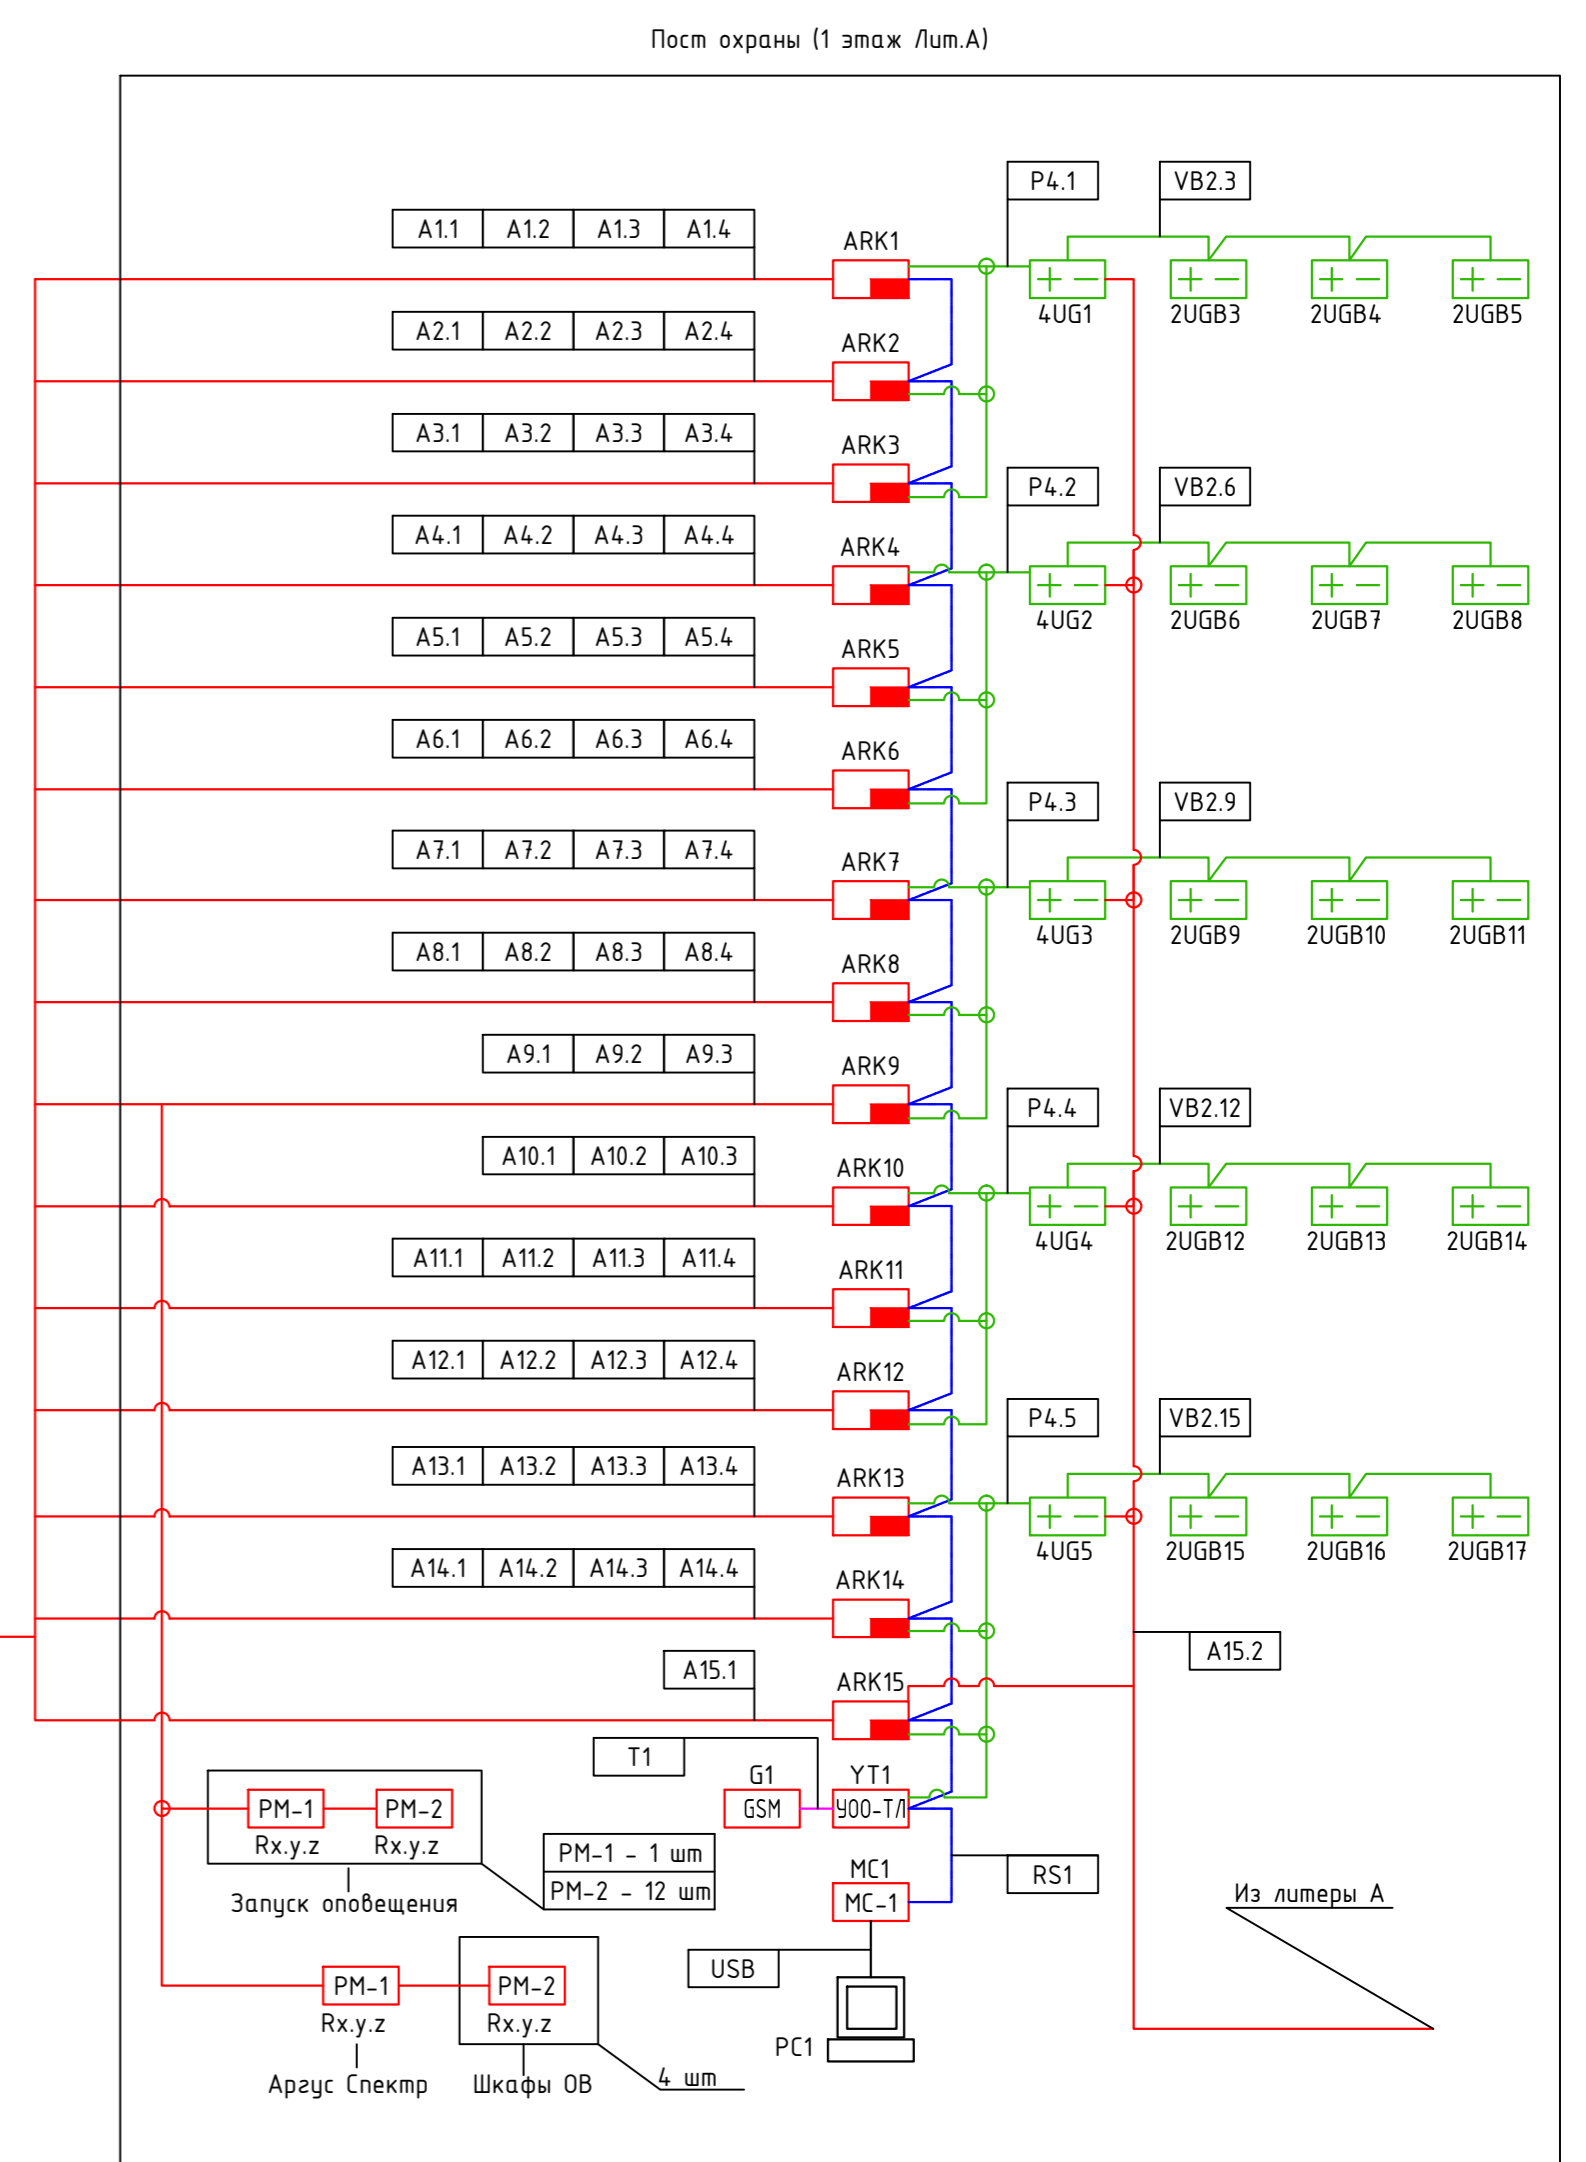 Пост охраны (1 этаж Лит.А)
P4.1 VB2.3
A1.1 A1.2 A1.3 A1.4
ARK1
4UG1 2UGB3 2UGB4 2UGB5
A2.1 A2.2 A2.3 A2.4
ARK2
A3.1 A3.2 A3.3 A3.4
ARK3
P4.2 VB2.6
A4.1 A4.2 A4.3 A4.4
ARK4
4UG2 2UGB6 2UGB7 2UGB8
A5.1 A5.2 A5.3 A5.4
ARK5
A6.1 A6.2 A6.3 A6.4
ARK6
P4.3 VB2.9
A7.1 A7.2 A7.3 A7.4
ARK7
4UG3 2UGB9 2UGB10 2UGB11
A8.1 A8.2 A8.3 A8.4
ARK8
A9.1 A9.2 A9.3
ARK9
P4.4 VB2.12
A10.1 A10.2 A10.3
ARK10
4UG4 2UGB12 2UGB13 2UGB14
A11.1 A11.2 A11.3 A11.4
ARK11
A12.1 A12.2 A12.3 A12.4
ARK12
P4.5 VB2.15
A13.1 A13.2 A13.3 A13.4
ARK13
4UG5 2UGB15 2UGB16 2UGB17
A14.1 A14.2 A14.3 A14.4
ARK14
A15.2
A15.1
ARK15
T1
G1 YT1
GSM УОО-ТЛ
PM-1 PM-2
Rx.y.z Rx.y.z
Запуск оповещения
PM-1 - 1 шт
PM-2 - 12 шт
MC1
MC-1
RS1
Из литеры А
USB
PC1
PM-1 PM-2
Rx.y.z Rx.y.z
Аргус Спектр Шкафы ОВ
4 шт